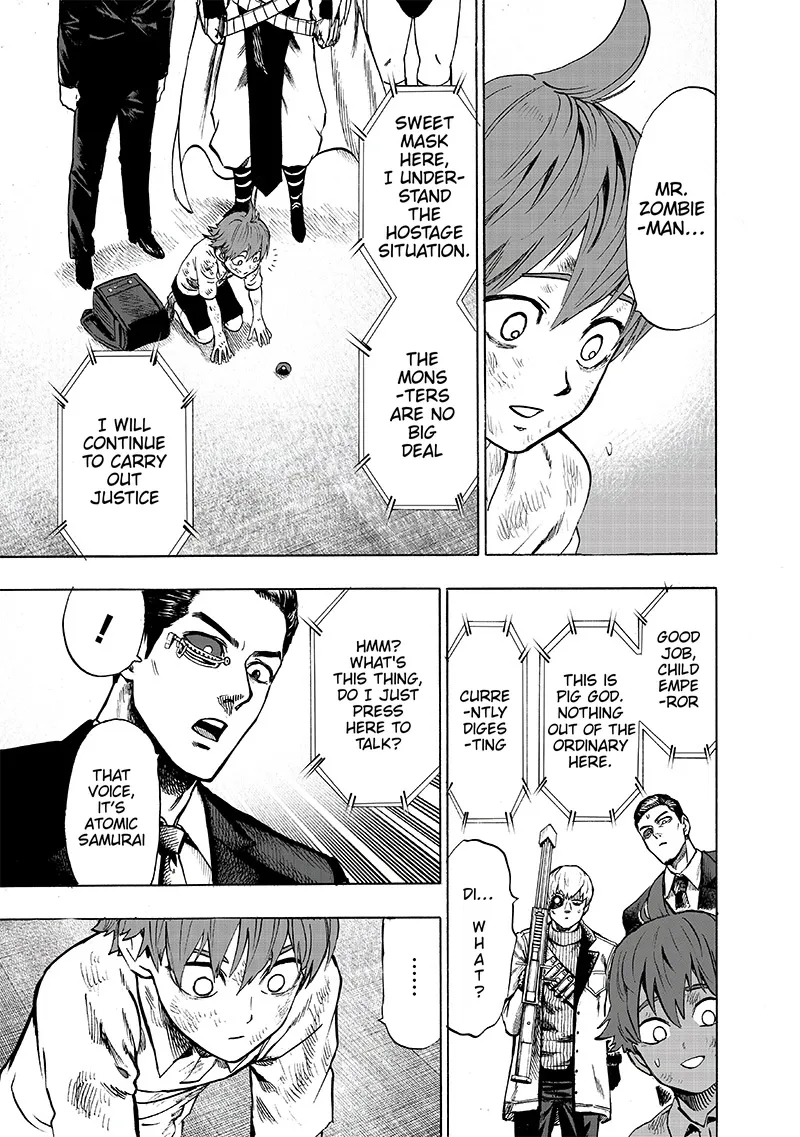 MR.
ZOMBIE
-MAN...
SWEET
MASK
HERE,
I UNDER-
STAND
THE
HOSTAGE
SITUATION.
THE
MONS
-TERS
ARE NO
BIG
DEAL
I WILL
CONTINUE
TO CARRY
OUT
JUSTICE
GOOD
JOB,
CHILD
EMPE
-ROR
THIS IS
PIG GOD.
NOTHING
OUT OF THE
ORDINARY
HERE.
CURRE
-NTLY
DIGES
-TING
DI...
WHAT?
HMM?
WHAT'S
THIS THING,
DO I JUST
PRESS
HERE TO
TALK?
!
THAT
VOICE,
IT'S
ATOMIC
SAMURAI
......